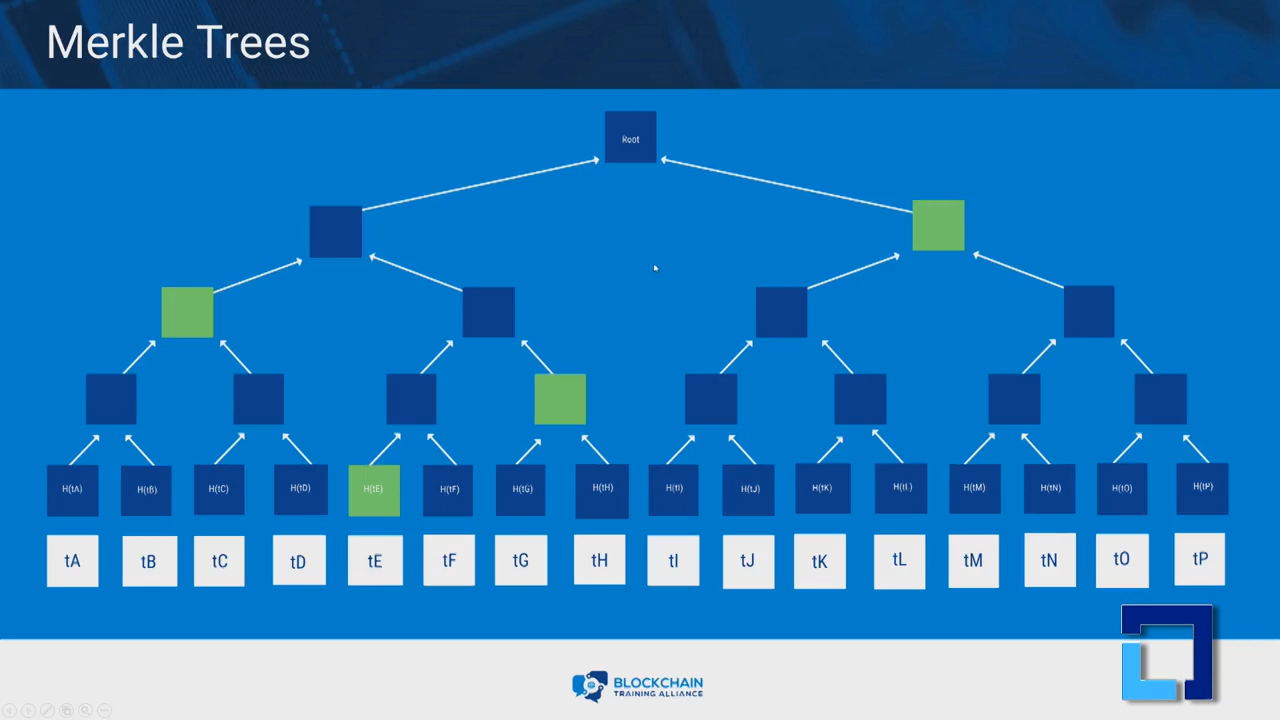 Merkle Trees
Root
H(tA) H(tB) H(tC) H(tD) H(tE) H(tF) H(tG) H(tH) H(tI) H(tJ) H(tK) H(tL) H(tM) H(tN) H(tO) H(tP)
tA tB tC tD tE tF tG tH tI tJ tK tL tM tN tO tP
BLOCKCHAIN
TRAINING ALLIANCE